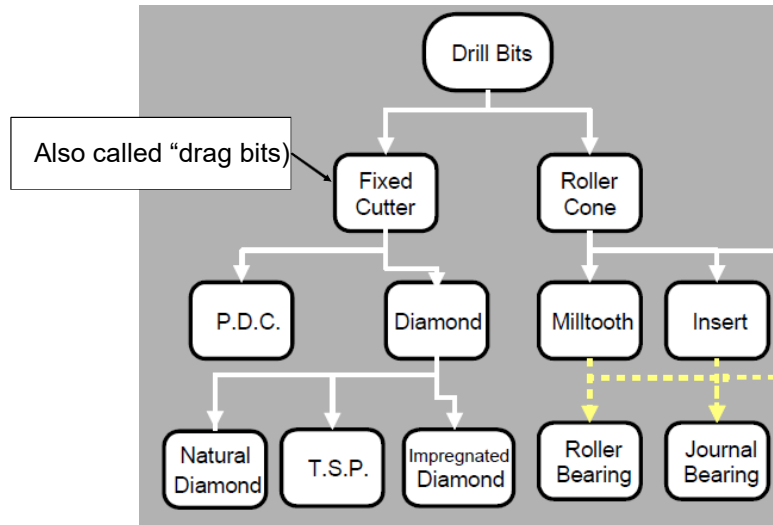 Drill Bits
Also called “drag bits)
Fixed
Cutter
Roller
Cone
P.D.C.
Diamond
Milltooth
Insert
Natural
Diamond
T.S.P.
Impregnated
Diamond
Roller
Bearing
Journal
Bearing